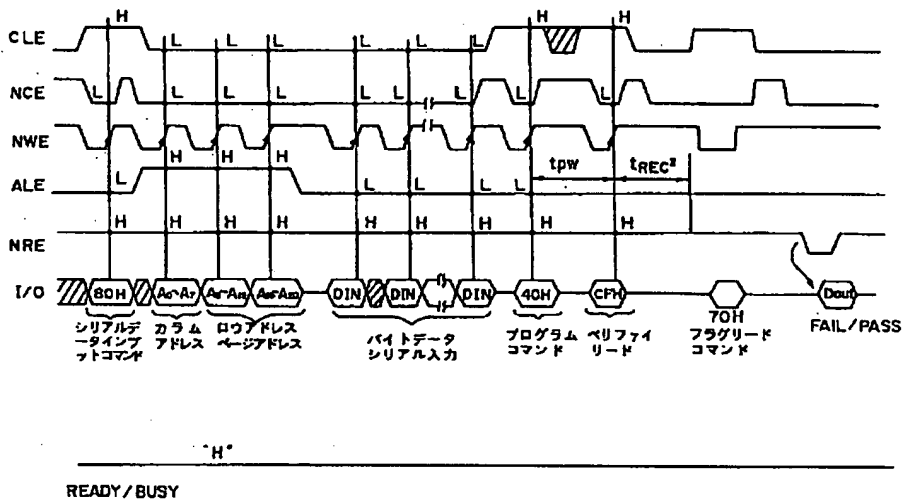 H H H
CLE L L L L L L
NCE L L L L L L L L L
NWE
H H H
ALE L L L L L
tpw tREC²
H H H H H H H H H
NRE
I/O 80H DIN DIN DIN 40H CFH Dout
シリアルデータインプットコマンド
カラムアドレス
ロウアドレス ページアドレス
バイトデータ シリアル入力
プログラムコマンド
ベリファイリード
70H
フラグリードコマンド
FAIL/PASS
"H"
READY/BUSY